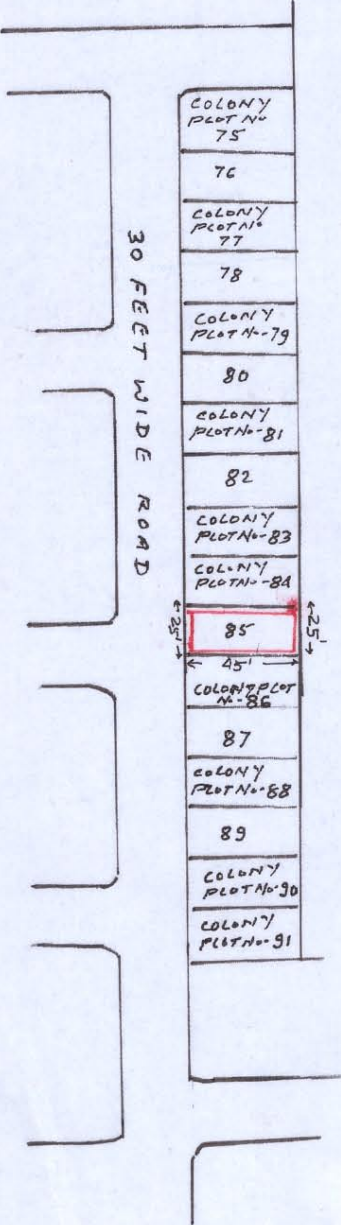 COLONY
PLOT No
75
76
COLONY
PLOT No
77
78
COLONY
PLOT No-79
80
COLONY
PLOT No-81
82
COLONY
PLOT No-83
COLONY
PLOT No-84
85
25'
25'
45'
COLONY PLOT
No-86
87
COLONY
PLOT No-88
89
COLONY
PLOT No-90
COLONY
PLOT No-91
30 FEET WIDE ROAD